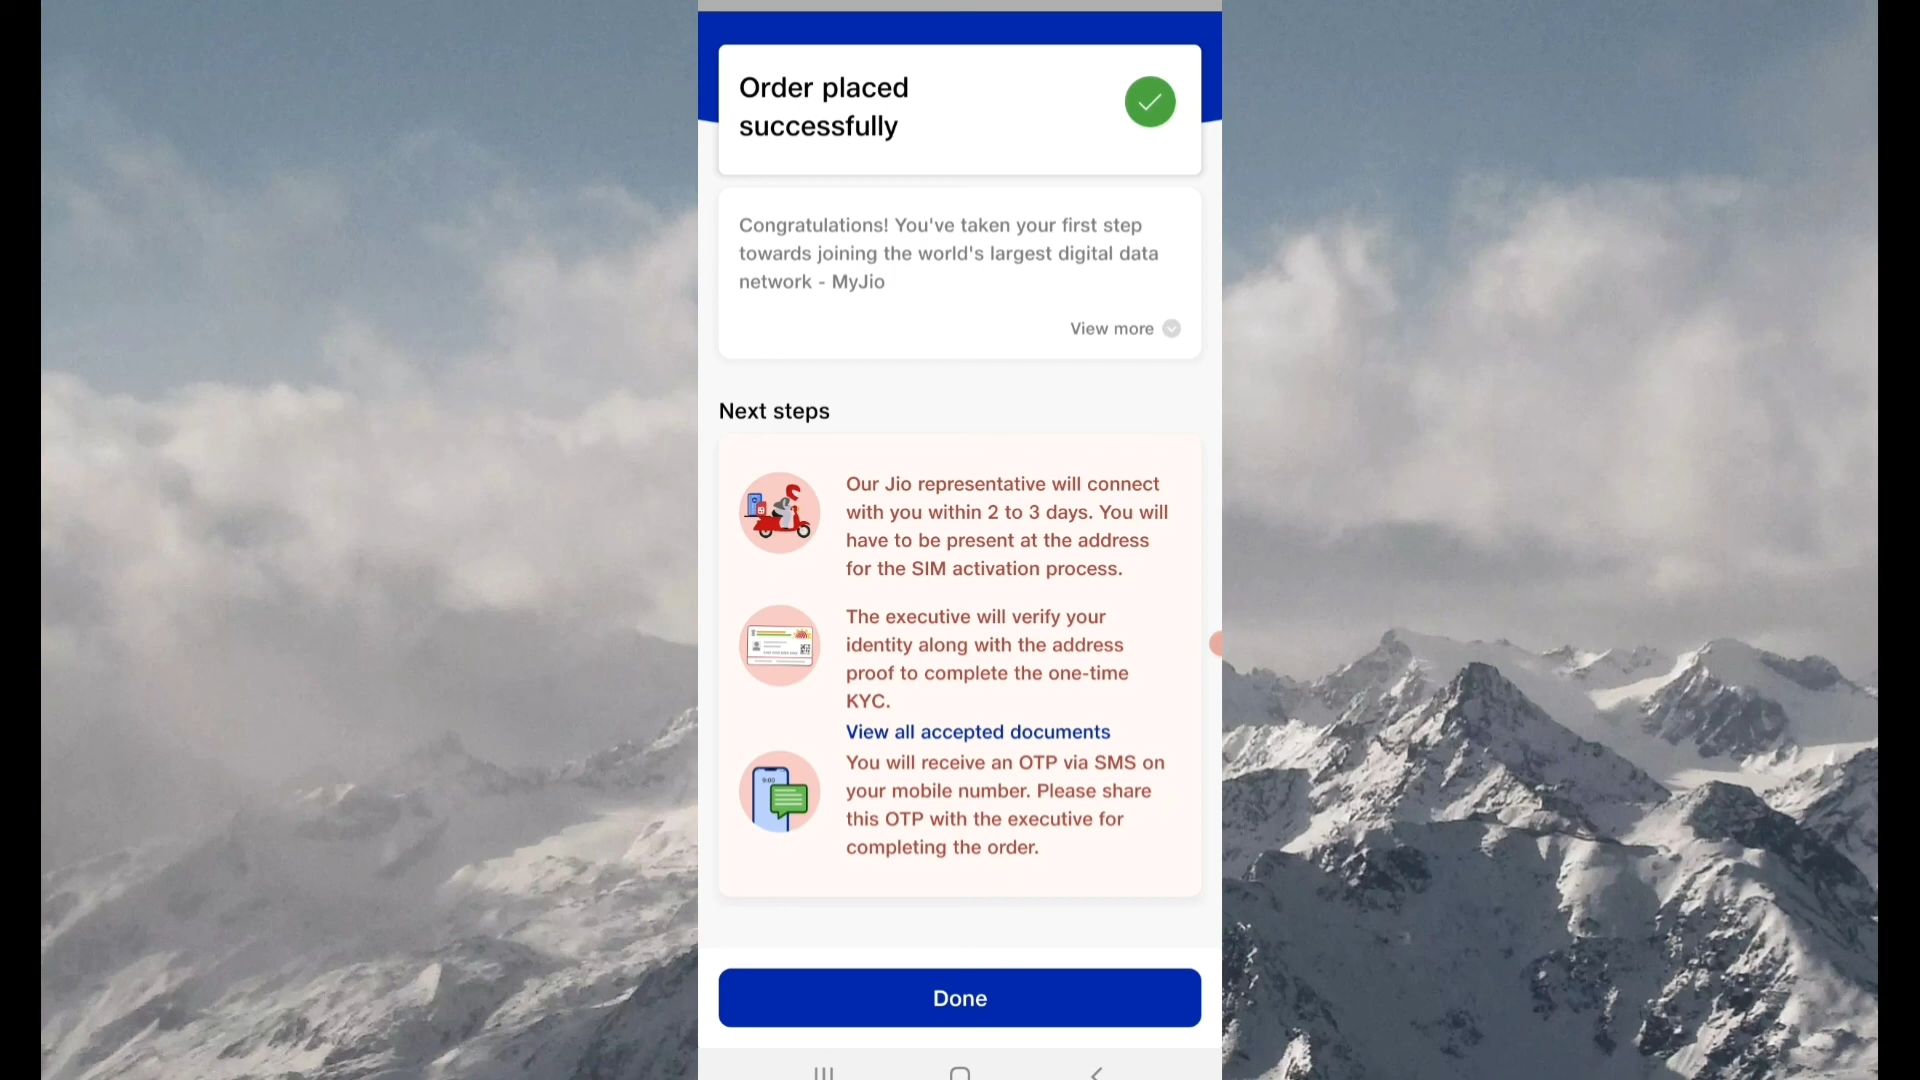 Order placed
successfully
Congratulations! You've taken your first step
towards joining the world's largest digital data
network - MyJio
View more
Next steps
Our Jio representative will connect
with you within 2 to 3 days. You will
have to be present at the address
for the SIM activation process.
The executive will verify your
identity along with the address
proof to complete the one-time
KYC.
View all accepted documents
9:00
You will receive an OTP via SMS on
your mobile number. Please share
this OTP with the executive for
completing the order.
Done